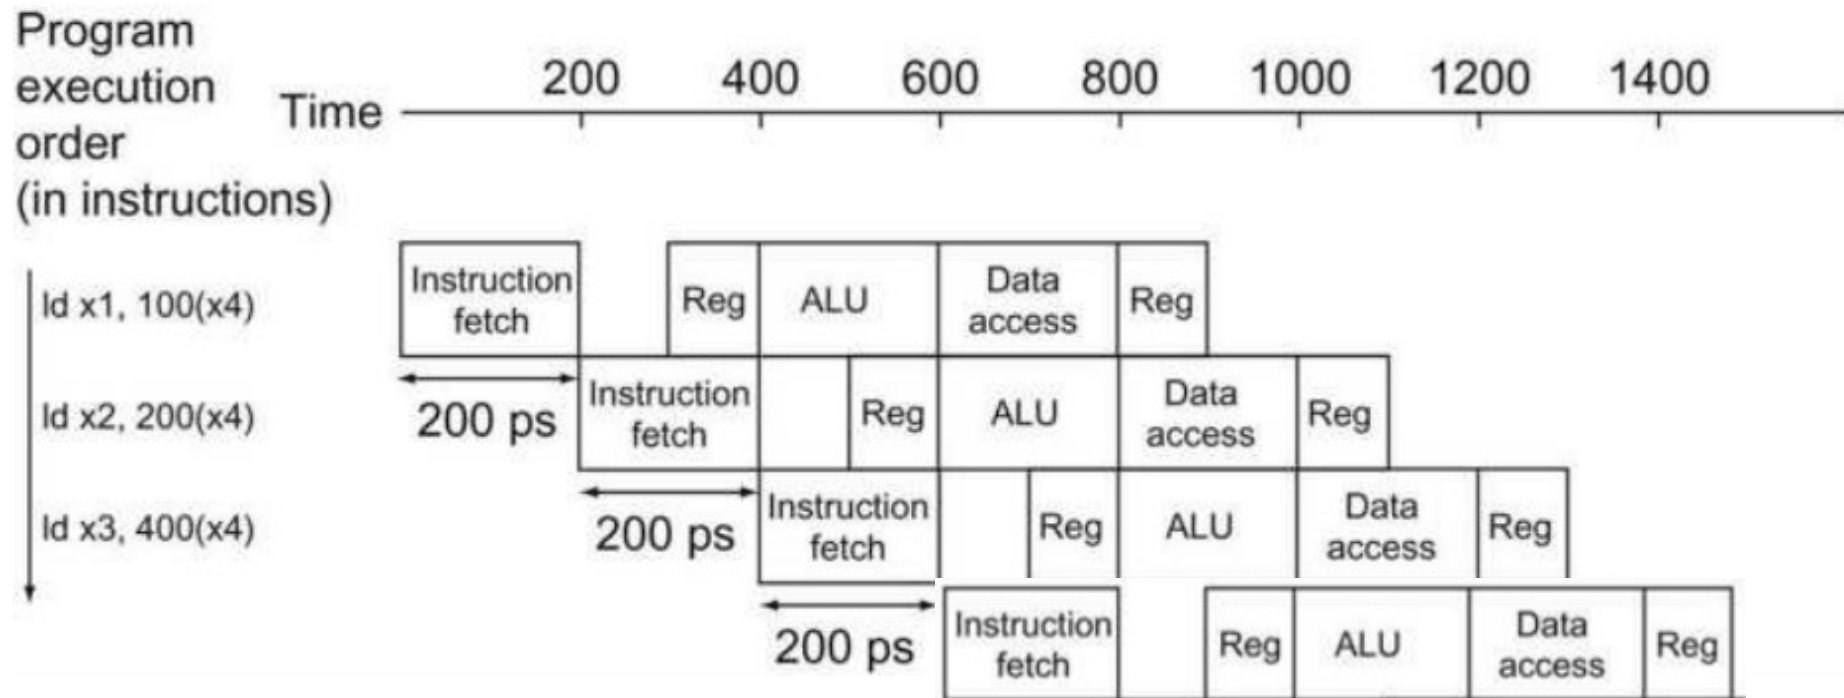 Program
execution
order
(in instructions)
Time
200 400 600 800 1000 1200 1400
ld x1, 100(x4)
Instruction
fetch
Reg
ALU
Data
access
Reg
200 ps
ld x2, 200(x4)
Instruction
fetch
Reg
ALU
Data
access
Reg
200 ps
ld x3, 400(x4)
Instruction
fetch
Reg
ALU
Data
access
Reg
200 ps
Instruction
fetch
Reg
ALU
Data
access
Reg